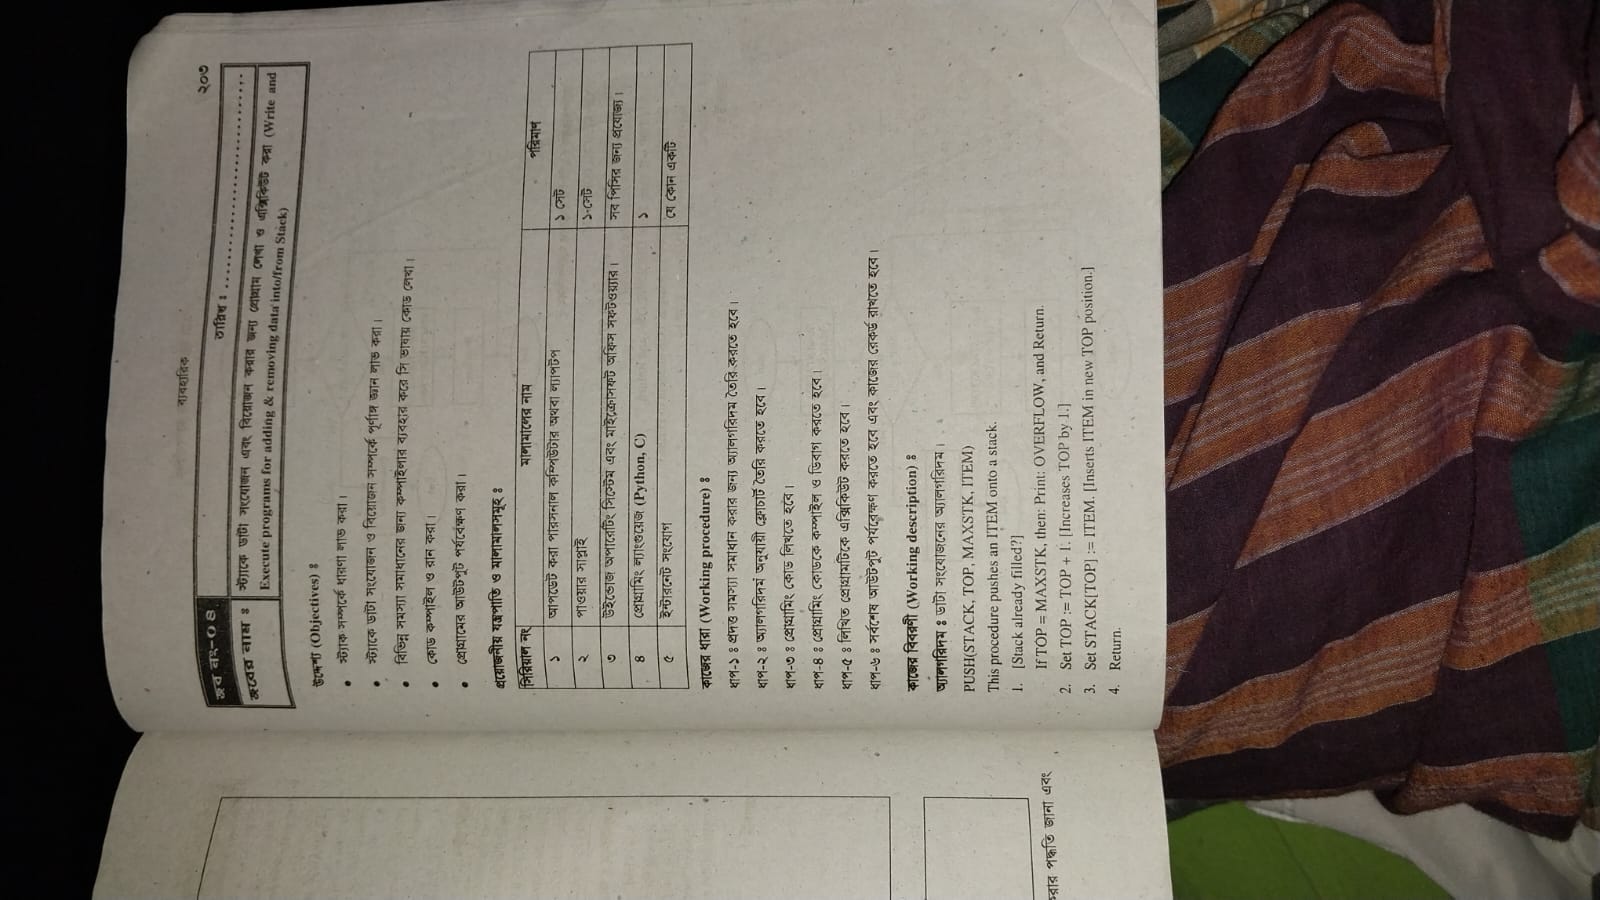 ব্যবহারিক
২০৩
জব নং-০৪
তারিখ ঃ
জবের নাম ঃ
স্ট্যাকে ডাটা সংযোজন এবং বিয়োজন করার জন্য প্রোগ্রাম লেখা ও এক্সিকিউট করা (Write and
Execute programs for adding & removing data into/from Stack)
উদ্দেশ্য (Objectives) ঃ
• স্ট্যাক সম্পর্কে ধারণা লাভ করা।
• স্ট্যাকে ডাটা সংযোজন ও বিয়োজন সম্পর্কে পূর্ণাঙ্গ জ্ঞান লাভ করা।
• বিভিন্ন সমস্যা সমাধানের জন্য কম্পাইলার ব্যবহার করে সি ভাষায় কোড লেখা।
• কোড কম্পাইল ও রান করা।
• প্রোগ্রামের আউটপুট পর্যবেক্ষণ করা।
প্রয়োজনীয় যন্ত্রপাতি ও মালামালসমূহ ঃ
সিরিয়াল নং মালামালের নাম পরিমাণ
১ আপডেট করা পারসনাল কম্পিউটার অথবা ল্যাপটপ ১ সেট
২ পাওয়ার সাপ্লাই ১-সেট
৩ উইন্ডোজ অপারেটিং সিস্টেম এবং মাইক্রোসফট অফিস সফটওয়্যার। সব পিসির জন্য প্রযোজ্য।
৪ প্রোগ্রামিং ল্যাংগুয়েজ (Python, C) ১
৫ ইন্টারনেট সংযোগ যে কোন একটি
কাজের ধারা (Working procedure) ঃ
ধাপ-১ ঃ প্রদত্ত সমস্যা সমাধান করার জন্য অ্যালগরিদম তৈরি করতে হবে।
ধাপ-২ ঃ অ্যালগরিদম অনুযায়ী ফ্লোচার্ট তৈরি করতে হবে।
ধাপ-৩ ঃ প্রোগ্রামিং কোড লিখতে হবে।
ধাপ-৪ ঃ প্রোগ্রামিং কোডকে কম্পাইল ও ডিবাগ করতে হবে।
ধাপ-৫ ঃ লিখিত প্রোগ্রামটিকে এক্সিকিউট করতে হবে।
ধাপ-৬ ঃ সর্বশেষ আউটপুট পর্যবেক্ষণ করতে হবে এবং কাজের রেকর্ড রাখতে হবে।
কাজের বিবরণী (Working description) ঃ
অ্যালগরিদম ঃ ডাটা সংযোজনের অ্যালগরিদম।
PUSH(STACK, TOP, MAXSTK, ITEM)
This procedure pushes an ITEM onto a stack.
1. [Stack already filled?]
If TOP = MAXSTK, then: Print: OVERFLOW, and Return.
2. Set TOP := TOP + 1. [Increases TOP by 1.]
3. Set STACK[TOP] := ITEM. [Inserts ITEM in new TOP position.]
4. Return.
করার পদ্ধতি জানা এবং